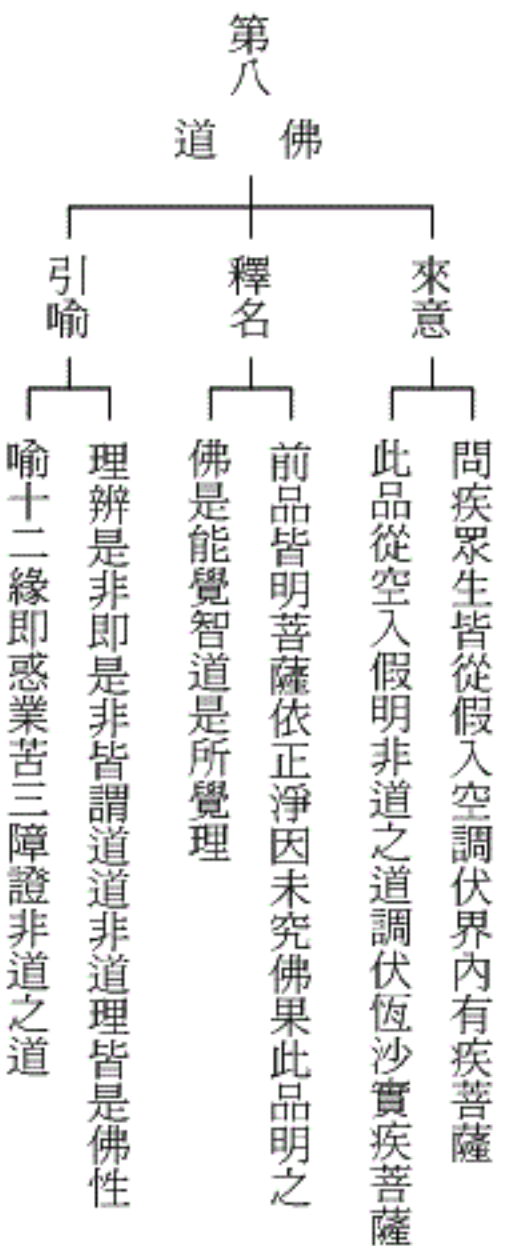 第八
佛道
來意
問疾眾生皆從假入空調伏界內有疾菩薩
此品從空入假明非道之道調伏恆沙實疾菩薩
釋名
前品皆明菩薩依正淨因未究佛果此品明之
佛是能覺智道是所覺理
引喻
理辨是非即是非皆謂道道非道理皆是佛性
喻十二緣即惑業苦三障證非道之道